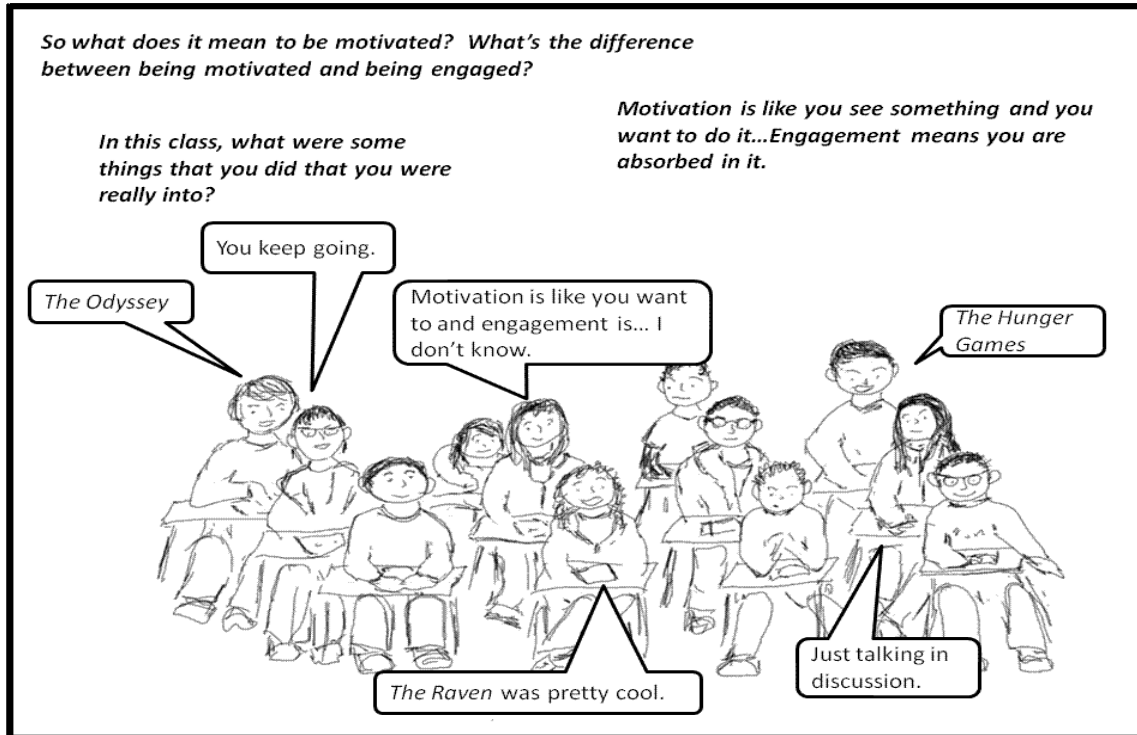 So what does it mean to be motivated?  What's the difference
between being motivated and being engaged?
Motivation is like you see something and you
want to do it...Engagement means you are
absorbed in it.
In this class, what were some
things that you did that you were
really into?
You keep going.
The Odyssey
Motivation is like you want
to and engagement is... I
don't know.
The Hunger
Games
The Raven was pretty cool.
Just talking in
discussion.